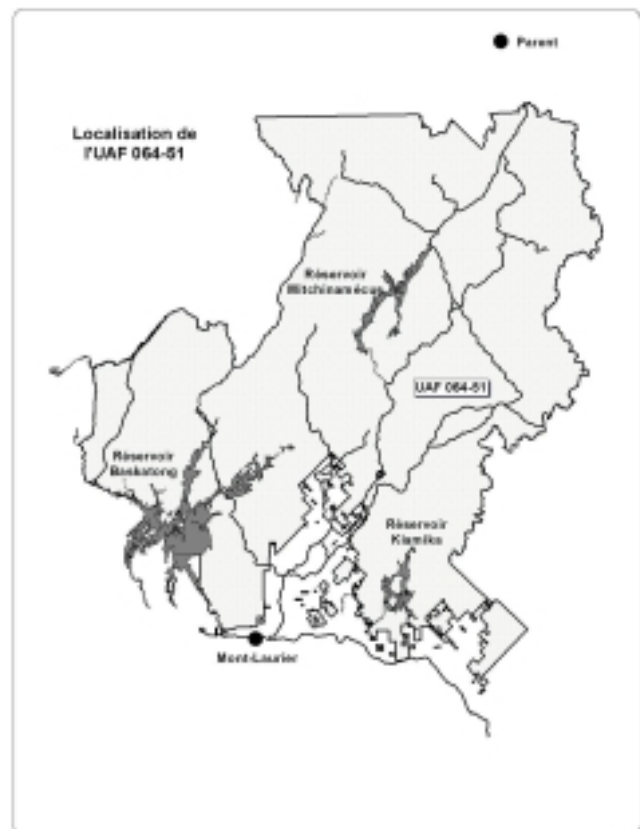 Parent
Localisation de
l'UAF 064-51
Réservoir
Mitchinamécus
UAF 064-51
Réservoir
Baskatong
Réservoir
Kiamika
Mont-Laurier